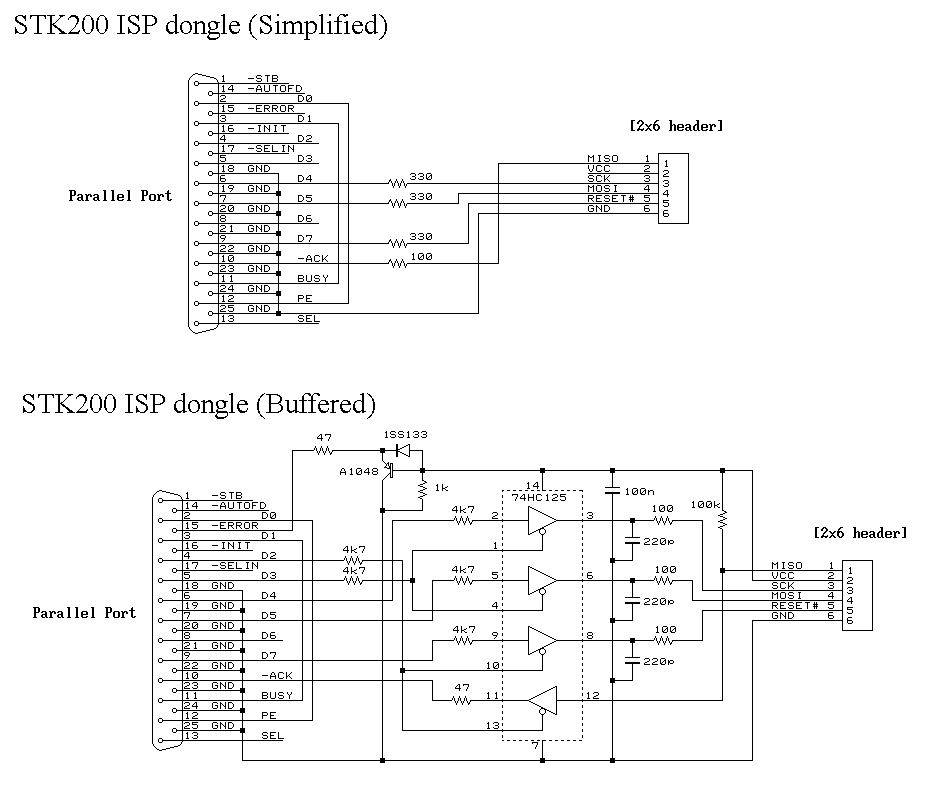 STK200 ISP dongle (Simplified)
1 -STB
14 -AUTOFD
2 D0
15 -ERROR
3 D1
16 -INIT
4 D2
17 -SELIN
5 D3
18 GND
6 D4
19 GND
7 D5
20 GND
8 D6
21 GND
9 D7
22 GND
10 -ACK
23 GND
11 BUSY
24 GND
12 PE
25 GND
13 SEL
Parallel Port
330
330
330
100
[2x6 header]
MISO 1 1
VCC 2 2
SCK 3 3
MOSI 4 4
RESET# 5 5
GND 6 6
STK200 ISP dongle (Buffered)
47
1SS133
A1048
1k
1 -STB
14 -AUTOFD
2 D0
15 -ERROR
3 D1
16 -INIT
4 D2
17 -SELIN
5 D3
18 GND
6 D4
19 GND
7 D5
20 GND
8 D6
21 GND
9 D7
22 GND
10 -ACK
23 GND
11 BUSY
24 GND
12 PE
25 GND
13 SEL
Parallel Port
4k7
4k7
14
74HC125
4k7 2 3 100
1
220p
4k7 5 6 100
4
220p
4k7 9 8 100
10
220p
47 11 12
13
7
100n
100k
[2x6 header]
MISO 1 1
VCC 2 2
SCK 3 3
MOSI 4 4
RESET# 5 5
GND 6 6